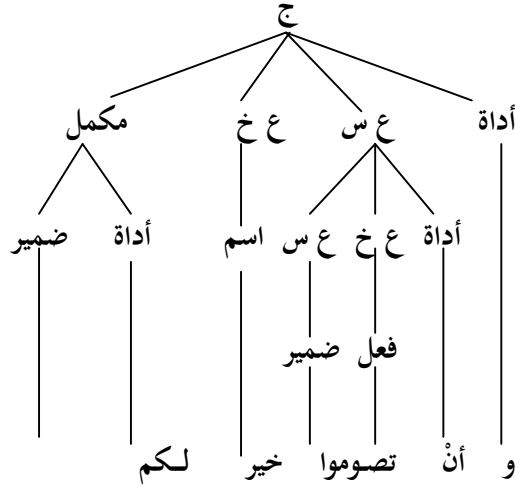 ج
أداة ع س ع خ مكمل
أداة ع خ ع س اسم أداة ضمير
فعل ضمير
و أنْ تصوموا خير لـكم